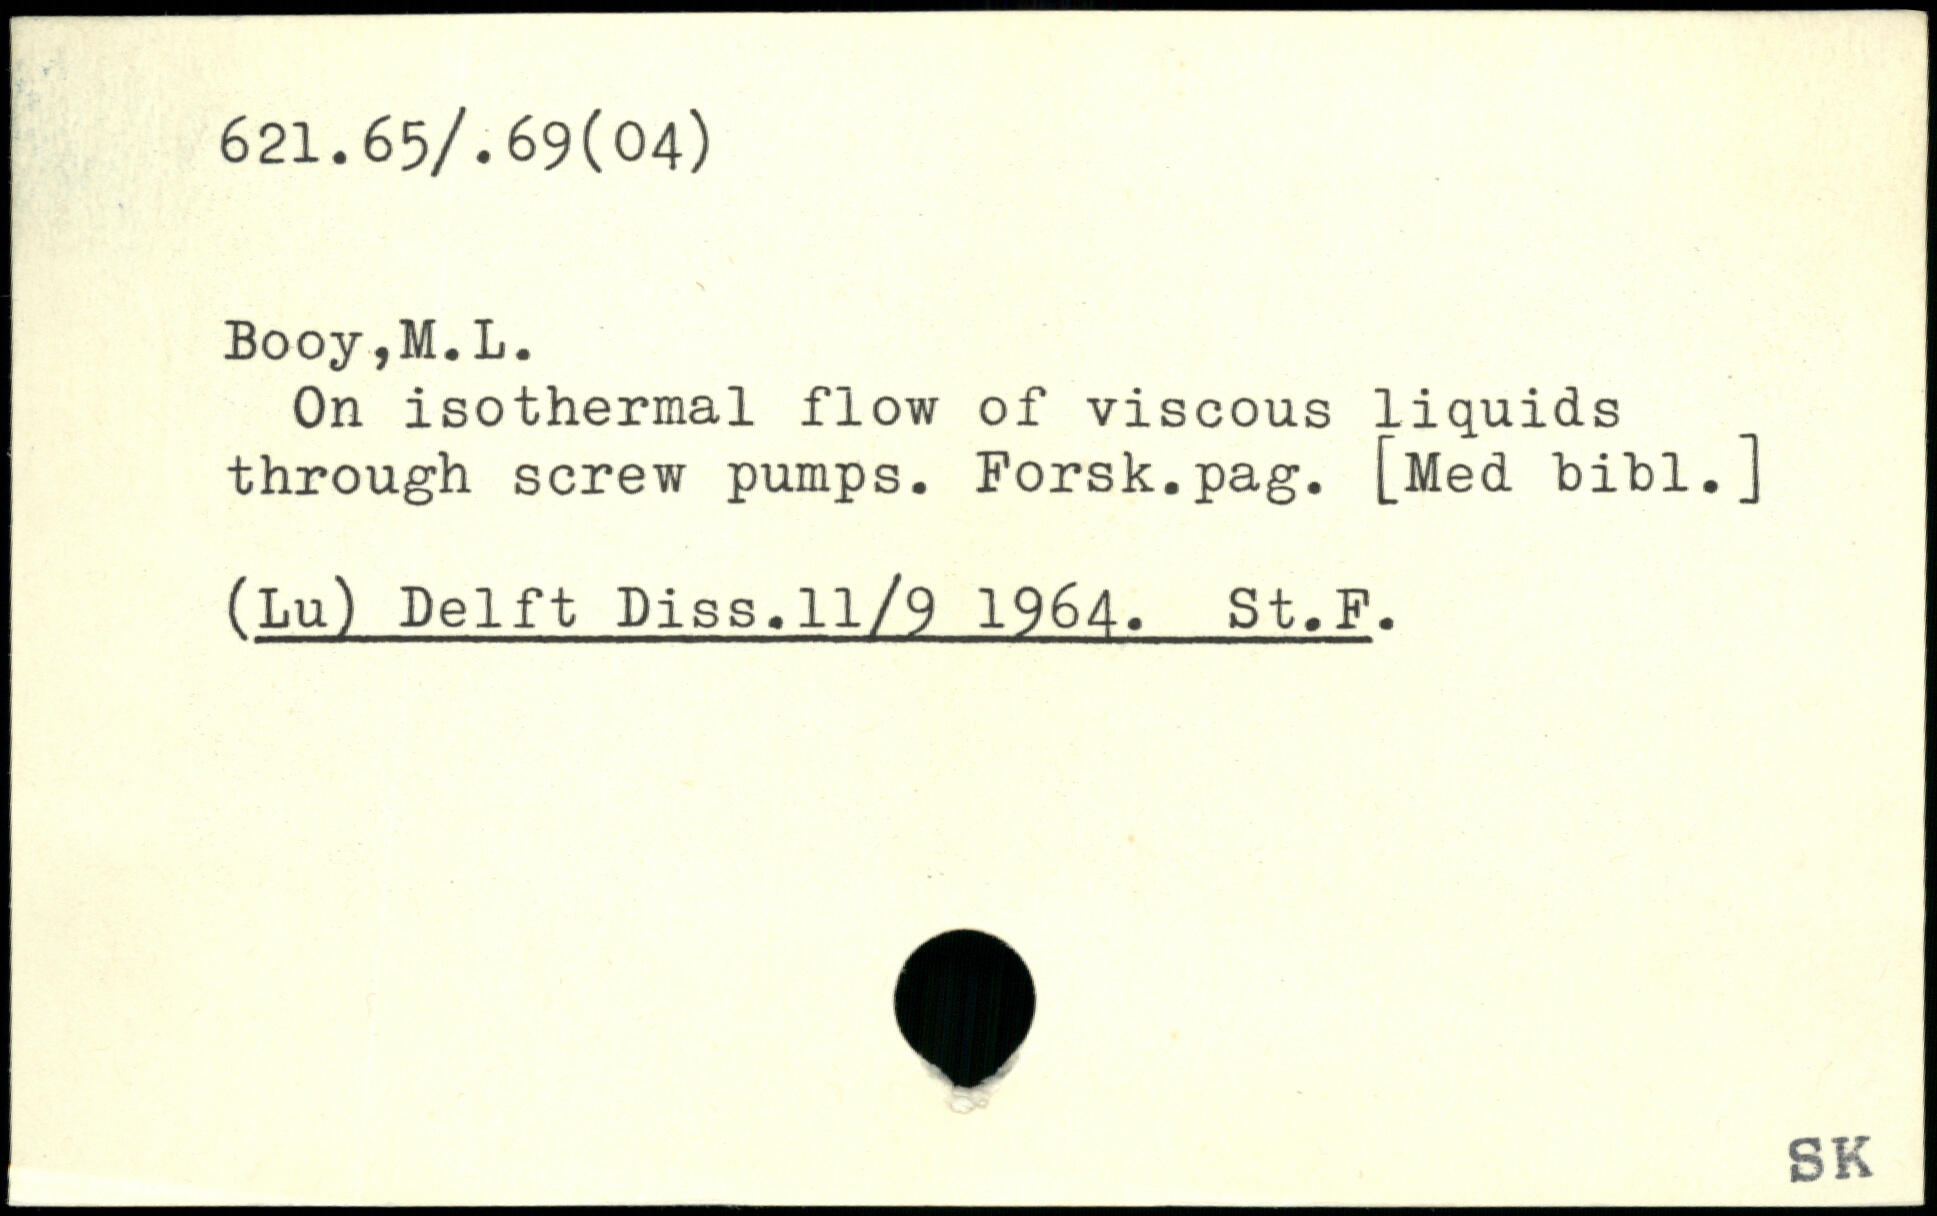 621.65/.69(04)
Booy,M.L.
On isothermal flow of viscous liquids
through screw pumps. Forsk.pag. [Med bibl.]
(Lu) Delft Diss.11/9 1964. St.F.
SK